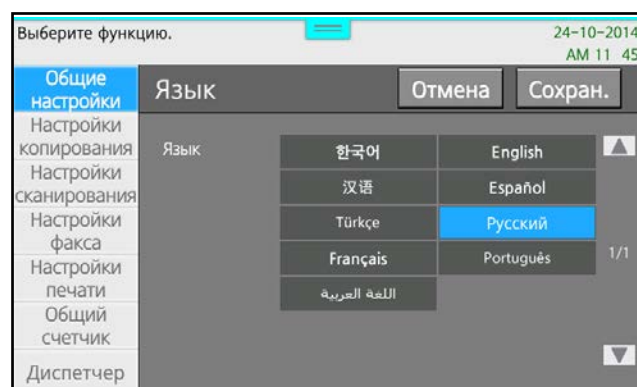 Выберите функцию.
24-10-2014
AM 11 45
Общие
настройки
Настройки
копирования
Настройки
сканирования
Настройки
факса
Настройки
печати
Общий
счетчик
Диспетчер
Язык
Отмена
Сохран.
Язык
한국어
English
汉语
Español
Türkçe
Русский
Français
Português
اللغة العربية
1/1